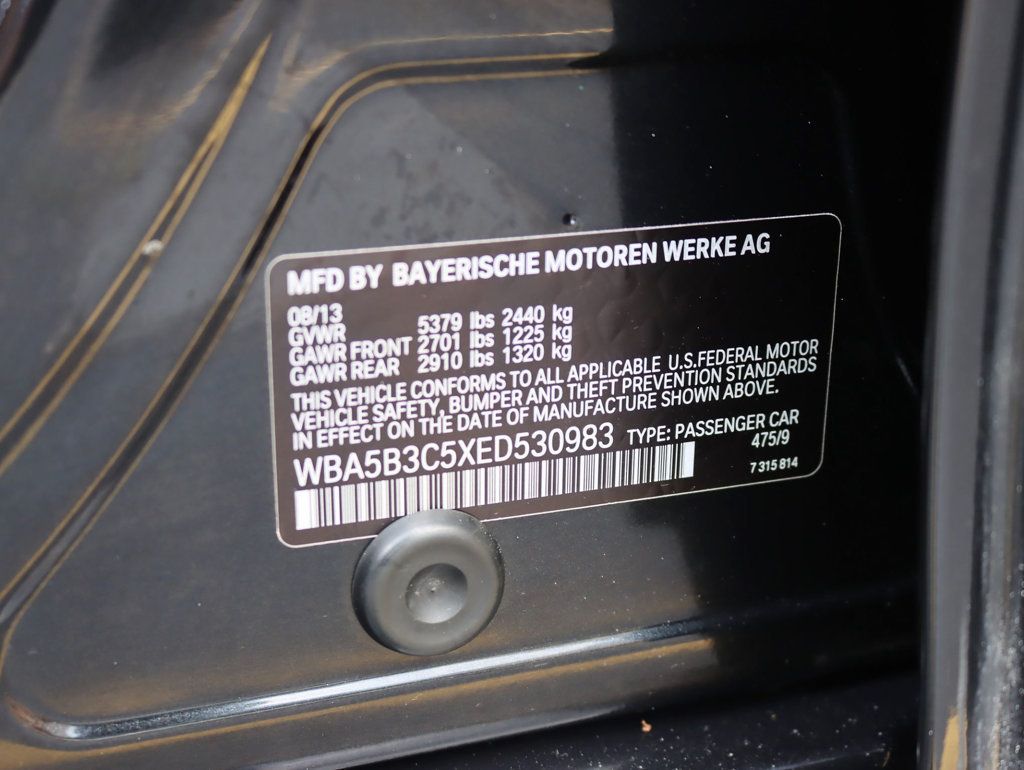 MFD BY BAYERISCHE MOTOREN WERKE AG
08/13
GVWR 5379 lbs 2440 kg
GAWR FRONT 2701 lbs 1225 kg
GAWR REAR 2910 lbs 1320 kg
THIS VEHICLE CONFORMS TO ALL APPLICABLE U.S.FEDERAL MOTOR
VEHICLE SAFETY, BUMPER AND THEFT PREVENTION STANDARDS
IN EFFECT ON THE DATE OF MANUFACTURE SHOWN ABOVE.
WBA5B3C5XED530983 TYPE: PASSENGER CAR
475/9
7 315 814